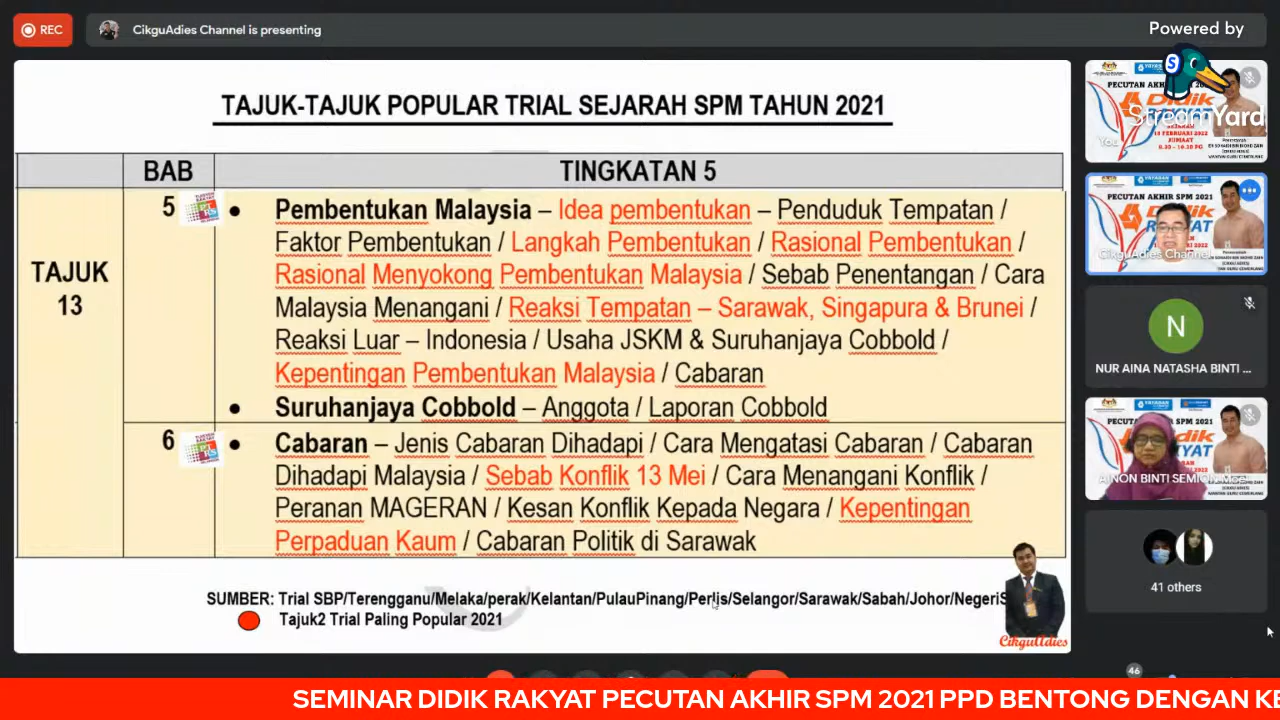 REC
CikguAdies Channel is presenting
Powered by
StreamYard
TAJUK-TAJUK POPULAR TRIAL SEJARAH SPM TAHUN 2021
BAB
TINGKATAN 5
TAJUK
13
5
Pembentukan Malaysia – Idea pembentukan – Penduduk Tempatan /
Faktor Pembentukan / Langkah Pembentukan / Rasional Pembentukan /
Rasional Menyokong Pembentukan Malaysia / Sebab Penentangan / Cara
Malaysia Menangani / Reaksi Tempatan – Sarawak, Singapura & Brunei /
Reaksi Luar – Indonesia / Usaha JSKM & Suruhanjaya Cobbold /
Kepentingan Pembentukan Malaysia / Cabaran
Suruhanjaya Cobbold – Anggota / Laporan Cobbold
6
Cabaran – Jenis Cabaran Dihadapi / Cara Mengatasi Cabaran / Cabaran
Dihadapi Malaysia / Sebab Konflik 13 Mei / Cara Menangani Konflik /
Peranan MAGERAN / Kesan Konflik Kepada Negara / Kepentingan
Perpaduan Kaum / Cabaran Politik di Sarawak
SUMBER: Trial SBP/Terengganu/Melaka/perak/Kelantan/PulauPinang/Perlis/Selangor/Sarawak/Sabah/Johor/NegeriS
Tajuk2 Trial Paling Popular 2021
CikguAdies
You
CikguAdies Channel
N
NUR AINA NATASHA BINTI ...
41 others
46
SEMINAR DIDIK RAKYAT PECUTAN AKHIR SPM 2021 PPD BENTONG DENGAN KE